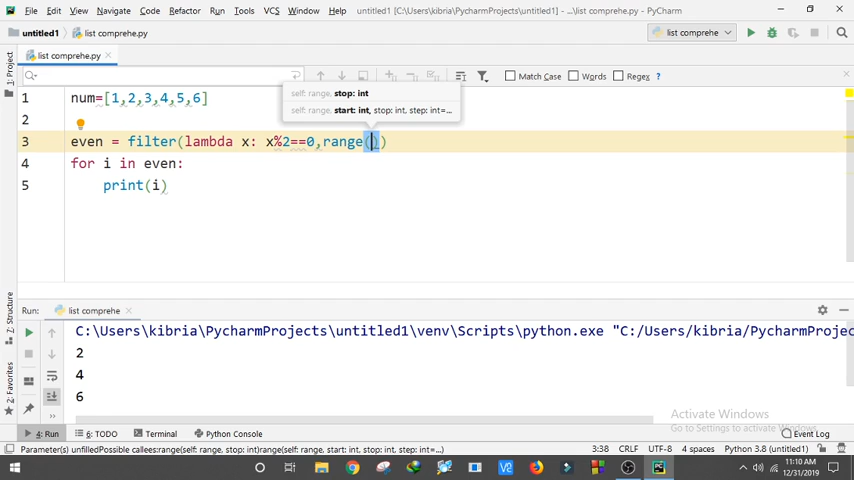 File Edit View Navigate Code Refactor Run Tools VCS Window Help untitled1 [C:\Users\kibria\PycharmProjects\untitled1] - ...\list comprehe.py - PyCharm
untitled1 list comprehe.py list comprehe
list comprehe.py
Match Case Words Regex ?
self: range, stop: int
self: range, start: int, stop: int, step: int=...
1 num=[1,2,3,4,5,6]
2
3 even = filter(lambda x: x%2==0,range())
4 for i in even:
5 print(i)
1: Project
7: Structure
2: Favorites
Run: list comprehe
C:\Users\kibria\PycharmProjects\untitled1\venv\Scripts\python.exe "C:/Users/kibria/PycharmProjec
2
4
6
Activate Windows
Go to Settings to activate Windows.
4: Run 6: TODO Terminal Python Console Event Log
Parameter(s) unfilledPossible callees:range(self: range, stop: int)range(self: range, start: int, stop: int, step: int=...) 3:38 CRLF UTF-8 4 spaces Python 3.8 (untitled1)
11:10 AM
12/31/2019